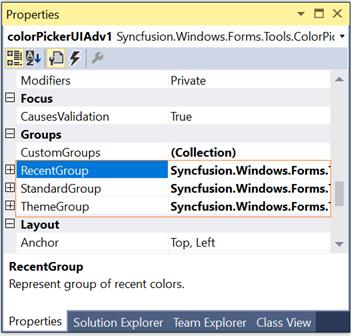 Properties
colorPickerUIAdv1 Syncfusion.Windows.Forms.Tools.ColorPic
Modifiers Private
Focus
CausesValidation True
Groups
CustomGroups (Collection)
RecentGroup Syncfusion.Windows.Forms.T
StandardGroup Syncfusion.Windows.Forms.T
ThemeGroup Syncfusion.Windows.Forms.T
Layout
Anchor Top, Left
RecentGroup
Represent group of recent colors.
Properties Solution Explorer Team Explorer Class View